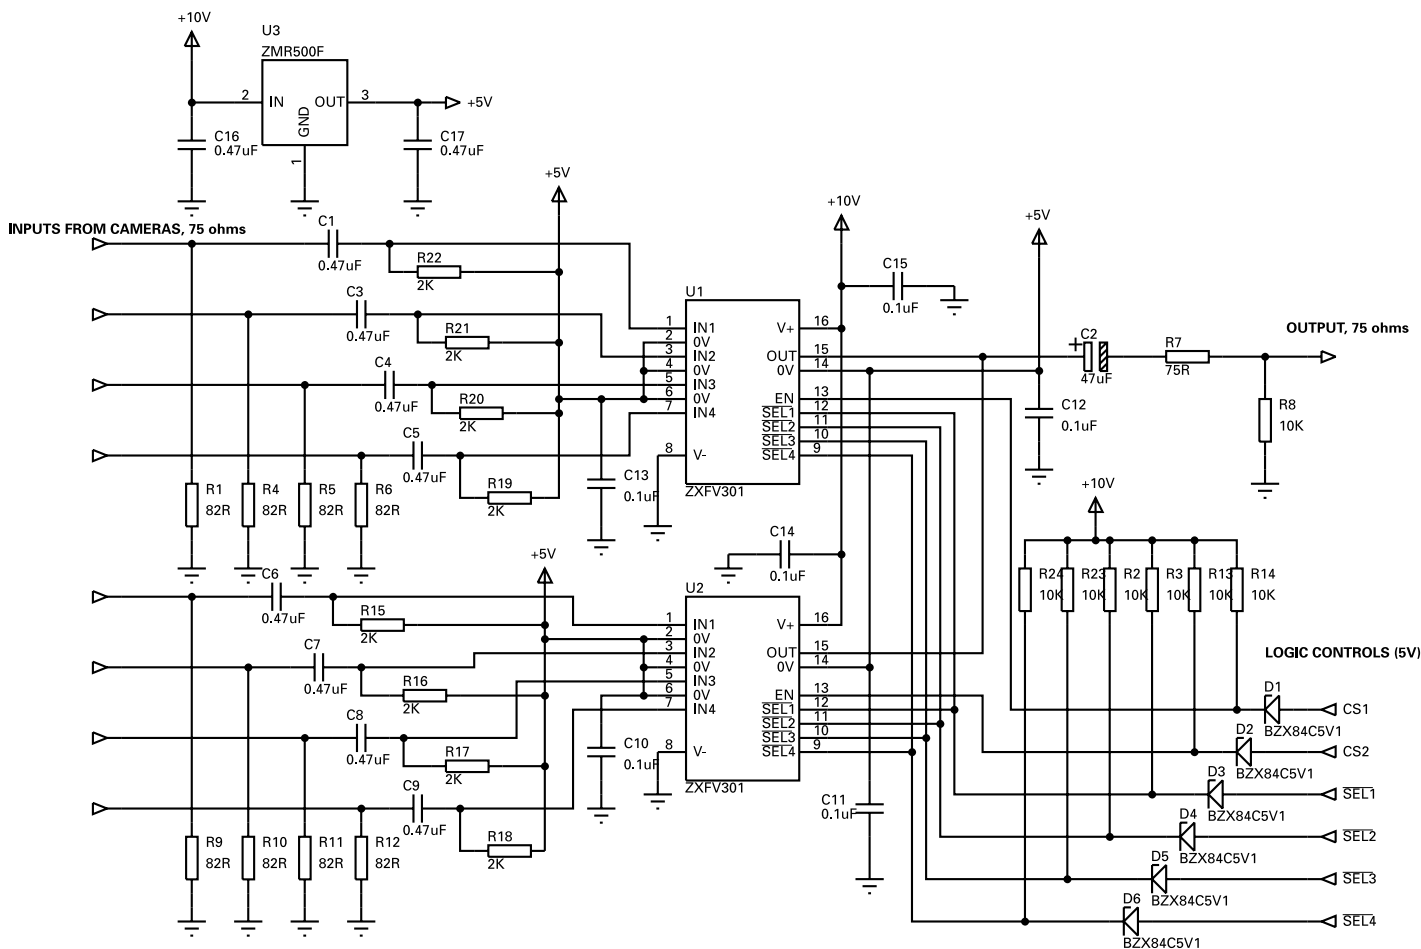 +10V
U3
ZMR500F
2
IN
OUT
3
GND
1
+5V
C16
0.47uF
C17
0.47uF
+5V
INPUTS FROM CAMERAS, 75 ohms
C1
0.47uF
R22
2K
C3
0.47uF
R21
2K
C4
0.47uF
R20
2K
C5
0.47uF
R19
2K
R1
82R
R4
82R
R5
82R
R6
82R
C13
0.1uF
+10V
C15
0.1uF
+5V
U1
1 IN1
2 0V
3 IN2
4 0V
5 IN3
6 0V
7 IN4
8 V-
V+ 16
OUT 15
0V 14
EN 13
SEL1 12
SEL2 11
SEL3 10
SEL4 9
ZXFV301
+
C2
47uF
R7
75R
OUTPUT, 75 ohms
R8
10K
C12
0.1uF
+10V
C14
0.1uF
+5V
C6
0.47uF
R15
2K
C7
0.47uF
R16
2K
C8
0.47uF
R17
2K
C9
0.47uF
R18
2K
R9
82R
R10
82R
R11
82R
R12
82R
C10
0.1uF
U2
1 IN1
2 0V
3 IN2
4 0V
5 IN3
6 0V
7 IN4
8 V-
V+ 16
OUT 15
0V 14
EN 13
SEL1 12
SEL2 11
SEL3 10
SEL4 9
ZXFV301
C11
0.1uF
R24
10K
R23
10K
R2
10K
R3
10K
R13
10K
R14
10K
LOGIC CONTROLS (5V)
D1
BZX84C5V1
CS1
D2
BZX84C5V1
CS2
D3
BZX84C5V1
SEL1
D4
BZX84C5V1
SEL2
D5
BZX84C5V1
SEL3
D6
BZX84C5V1
SEL4